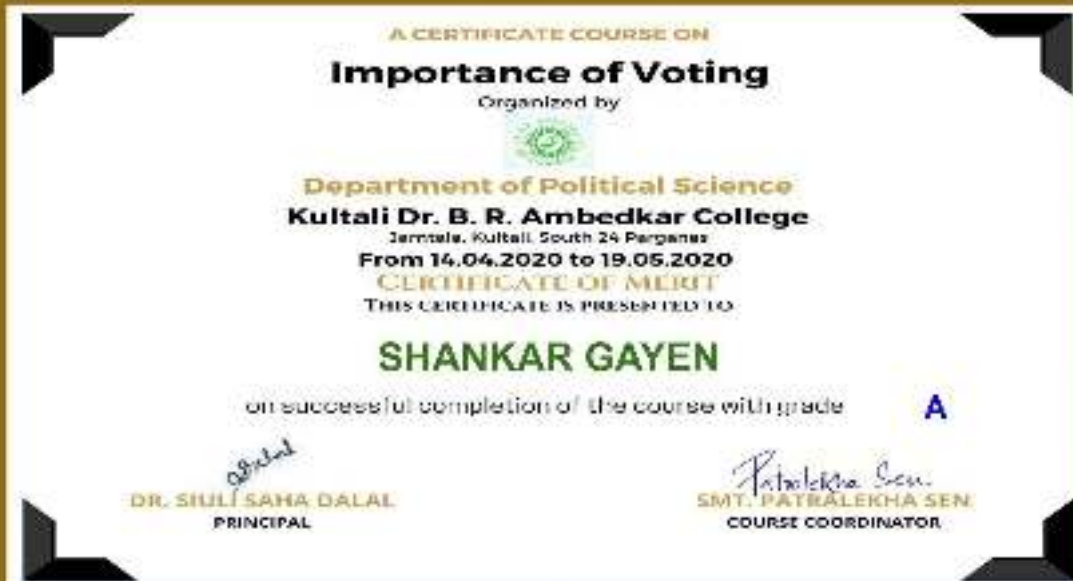 A CERTIFICATE COURSE ON
Importance of Voting
Organized by
Department of Political Science
Kultali Dr. B. R. Ambedkar College
Jamtala, Kultali, South 24 Parganas
From 14.04.2020 to 19.05.2020
CERTIFICATE OF MERIT
THIS CERTIFICATE IS PRESENTED TO
SHANKAR GAYEN
on successful completion of the course with grade A
Patralekha Sen.
DR. SIULI SAHA DALAL
SMT. PATRALEKHA SEN
PRINCIPAL
COURSE COORDINATOR